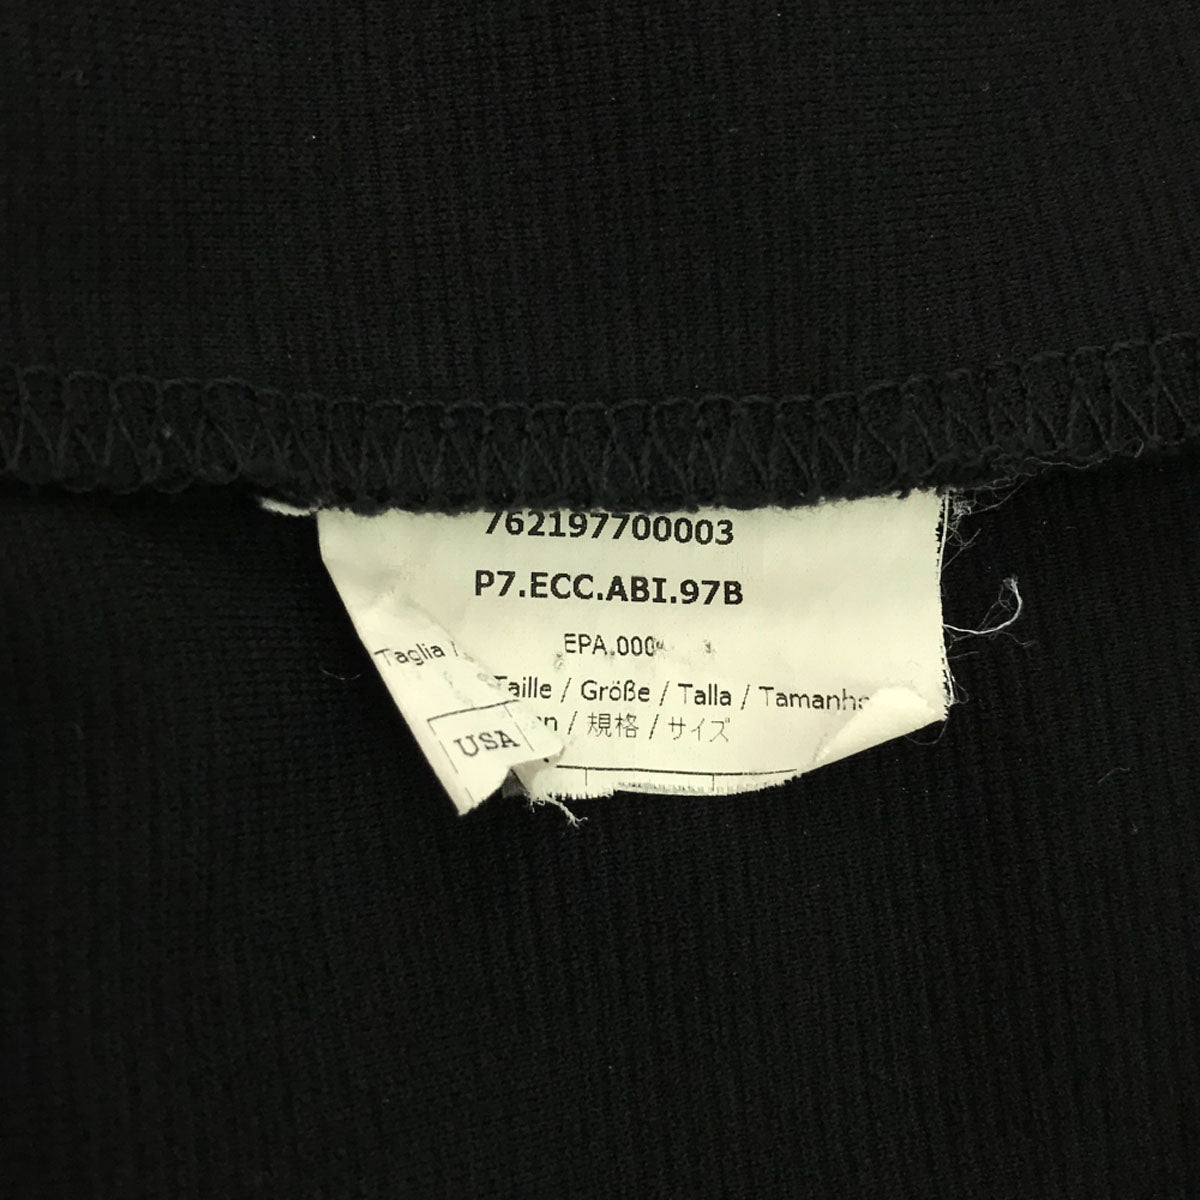 762197700003
P7.ECC.ABI.97B
EPA.000
Taglia /
Taille / Größe / Talla / Tamanho
/ 規格 / サイズ
USA